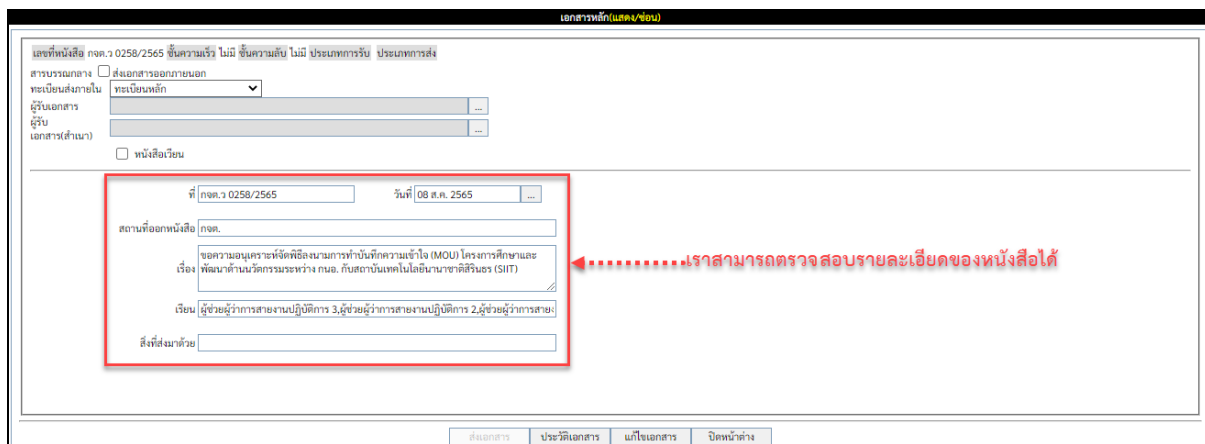 เอกสารหลัก(แสดง/ซ่อน)
เลขที่หนังสือ กจต.ว 0258/2565 ชั้นความเร็ว ไม่มี ชั้นความลับ ไม่มี ประเภทการรับ ประเภทการส่ง
สารบรรณกลาง ส่งเอกสารออกภายนอก
ทะเบียนส่งภายใน ทะเบียนหลัก
ผู้รับเอกสาร ...
ผู้รับ
เอกสาร(สำเนา) ...
หนังสือเวียน
ที่ กจต.ว 0258/2565 วันที่ 08 ส.ค. 2565 ...
สถานที่ออกหนังสือ กจต.
ขอความอนุเคราะห์จัดพิธีลงนามการทำบันทึกความเข้าใจ (MOU) โครงการศึกษาและ
เรื่อง พัฒนาด้านนวัตกรรมระหว่าง กนอ. กับสถาบันเทคโนโลยีนานาชาติสิรินธร (SIIT)
เราสามารถตรวจสอบรายละเอียดของหนังสือได้
เรียน ผู้ช่วยผู้ว่าการสายงานปฏิบัติการ 3,ผู้ช่วยผู้ว่าการสายงานปฏิบัติการ 2,ผู้ช่วยผู้ว่าการสายง
สิ่งที่ส่งมาด้วย
ส่งเอกสาร ประวัติเอกสาร แก้ไขเอกสาร ปิดหน้าต่าง